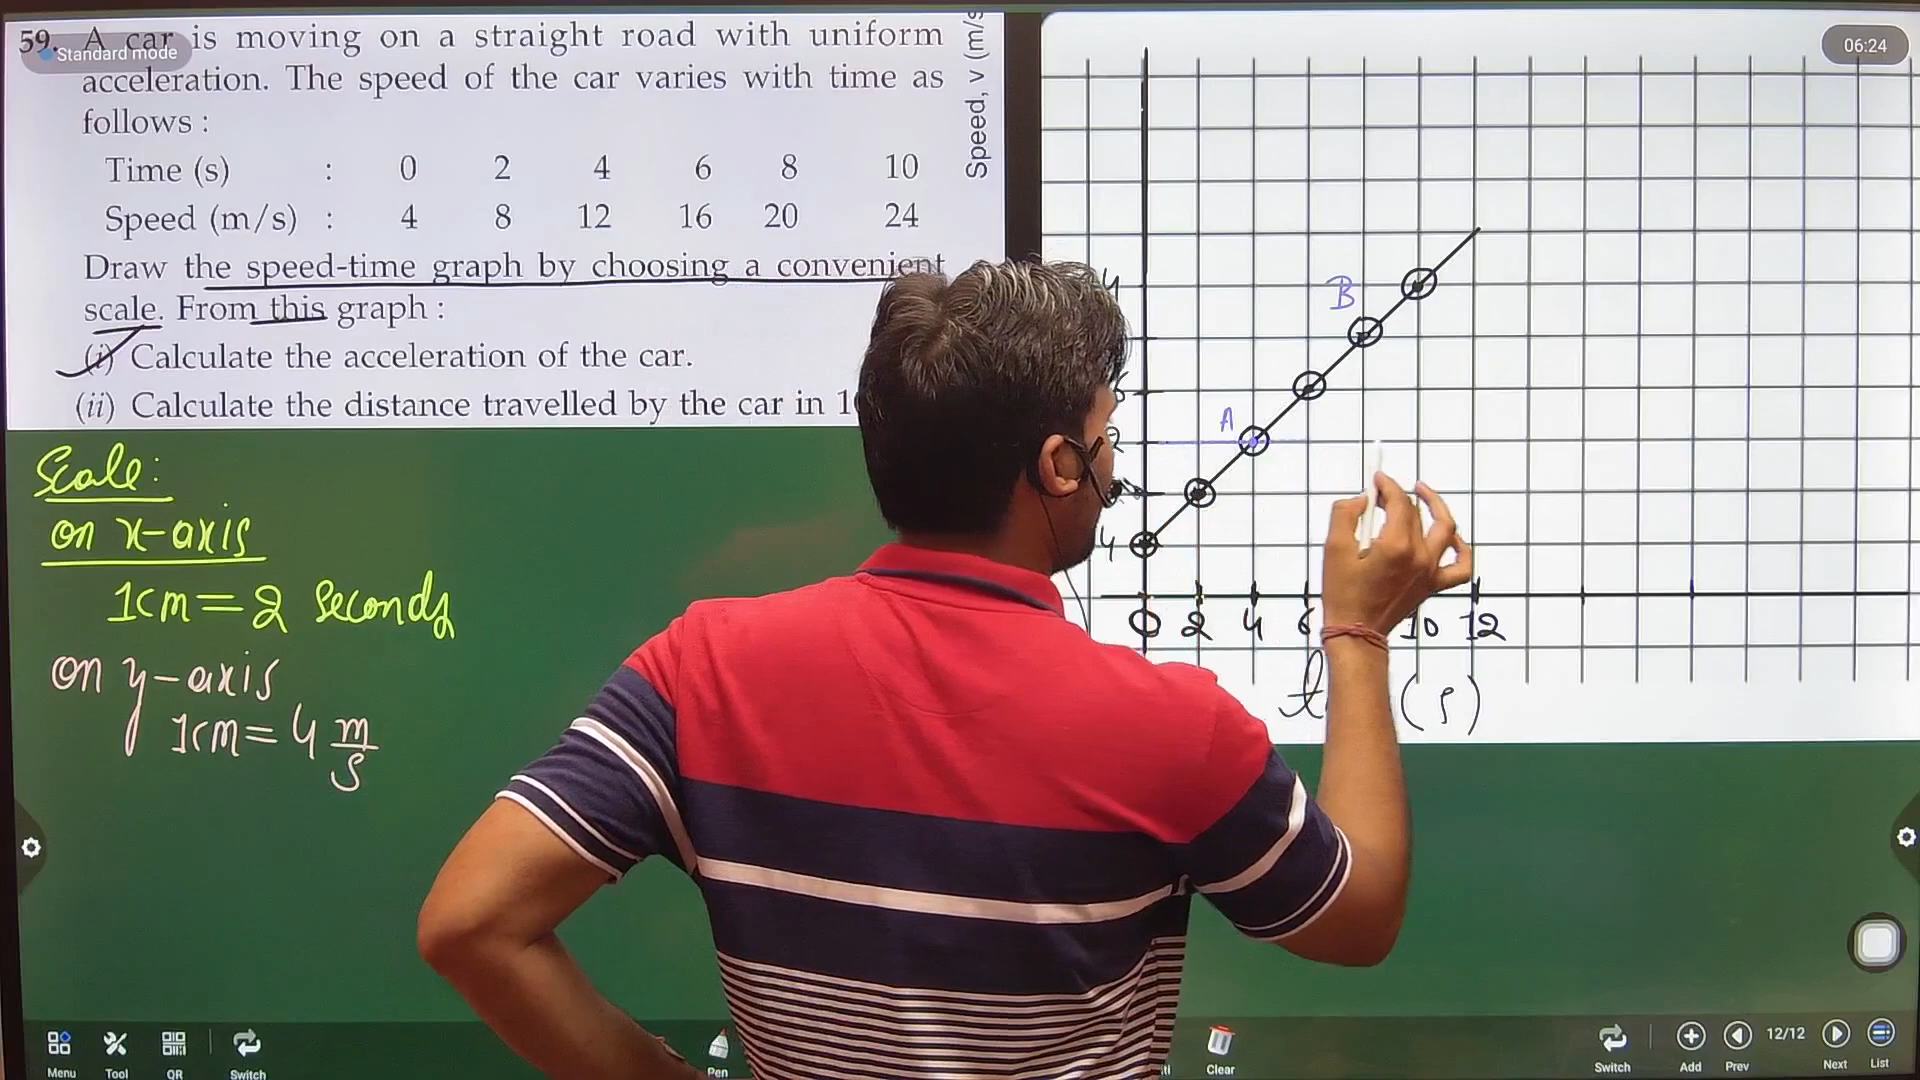 59. A car is moving on a straight road with uniform
Standard mode
acceleration. The speed of the car varies with time as
follows :
Time (s) : 0 2 4 6 8 10
Speed (m/s) : 4 8 12 16 20 24
Draw the speed-time graph by choosing a convenient
scale. From this graph :
(i) Calculate the acceleration of the car.
(ii) Calculate the distance travelled by the car in
Scale:
on x-axis
1cm = 2 seconds
on y-axis
1cm = 4 m/s
Speed, v (m/s
06:24
B
A
4
0 2 4 6 10 12
(s)
Menu
Tool
QR
Switch
Pen
Clear
Switch
Add
Prev
12/12
Next
List